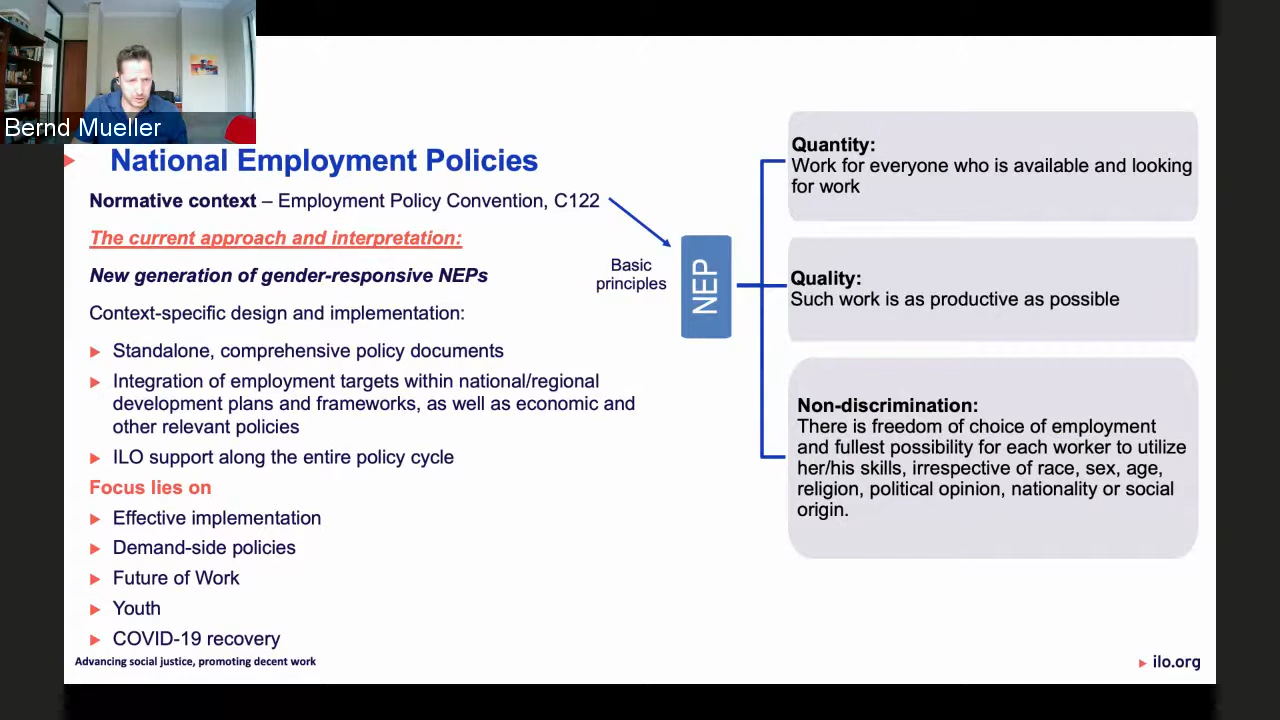 Bernd Mueller
National Employment Policies
Normative context – Employment Policy Convention, C122
The current approach and interpretation:
New generation of gender-responsive NEPs
Context-specific design and implementation:
Standalone, comprehensive policy documents
Integration of employment targets within national/regional
development plans and frameworks, as well as economic and
other relevant policies
ILO support along the entire policy cycle
Focus lies on
Effective implementation
Demand-side policies
Future of Work
Youth
COVID-19 recovery
Basic
principles
NEP
Quantity:
Work for everyone who is available and looking
for work
Quality:
Such work is as productive as possible
Non-discrimination:
There is freedom of choice of employment
and fullest possibility for each worker to utilize
her/his skills, irrespective of race, sex, age,
religion, political opinion, nationality or social
origin.
Advancing social justice, promoting decent work
ilo.org